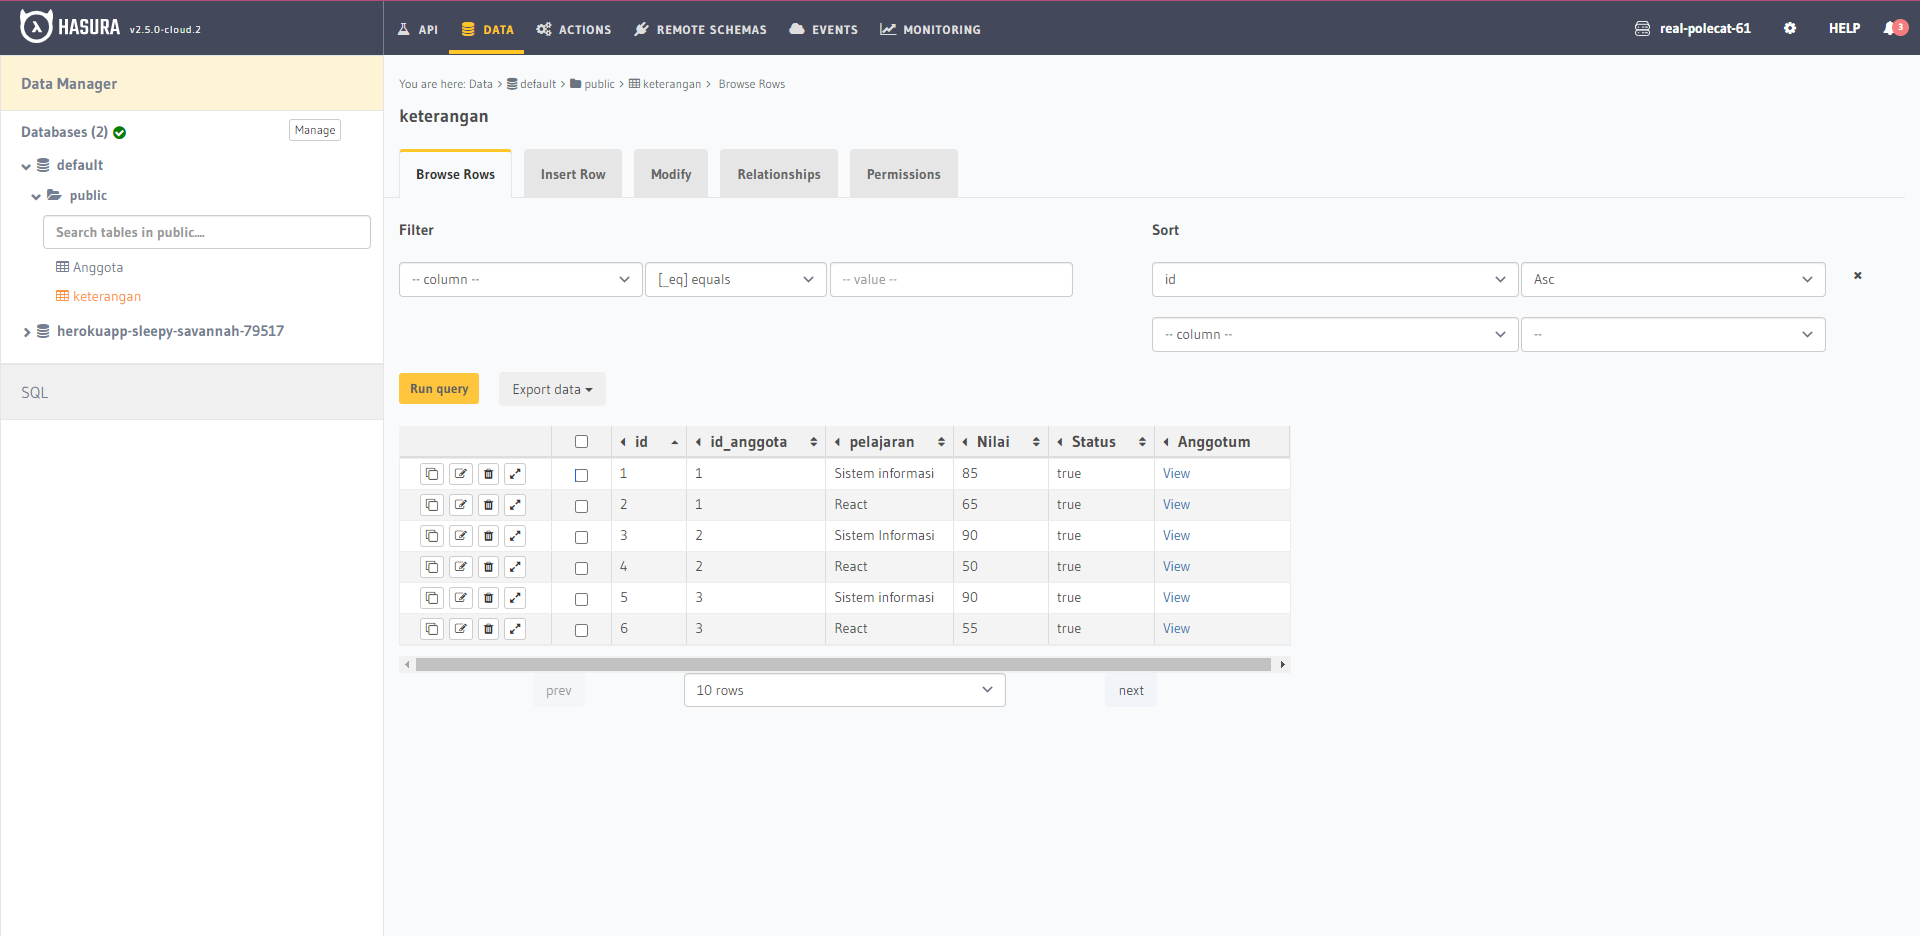 HASURA v2.5.0-cloud.2
API DATA ACTIONS REMOTE SCHEMAS EVENTS MONITORING
real-polecat-61 HELP 3
Data Manager
Databases (2) Manage
default
public
Search tables in public....
Anggota
keterangan
herokuapp-sleepy-savannah-79517
SQL
You are here: Data > default > public > keterangan > Browse Rows
keterangan
Browse Rows Insert Row Modify Relationships Permissions
Filter Sort
-- column -- [_eq] equals -- value -- id Asc
-- column -- --
Run query Export data
id id_anggota pelajaran Nilai Status Anggotum
1 1 Sistem informasi 85 true View
2 1 React 65 true View
3 2 Sistem Informasi 90 true View
4 2 React 50 true View
5 3 Sistem informasi 90 true View
6 3 React 55 true View
prev 10 rows next